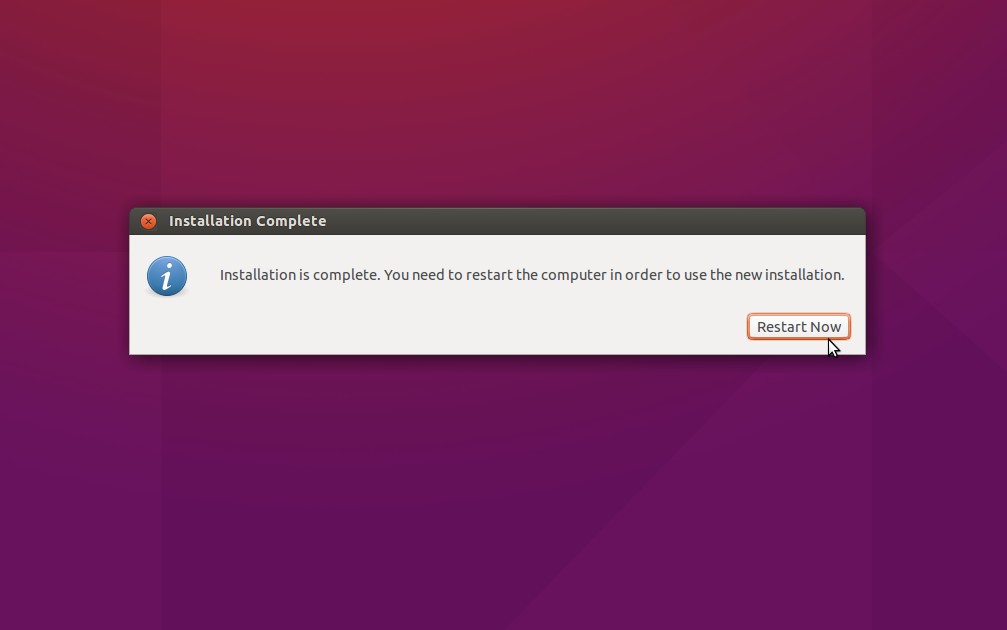 Installation Complete
Installation is complete. You need to restart the computer in order to use the new installation.
Restart Now